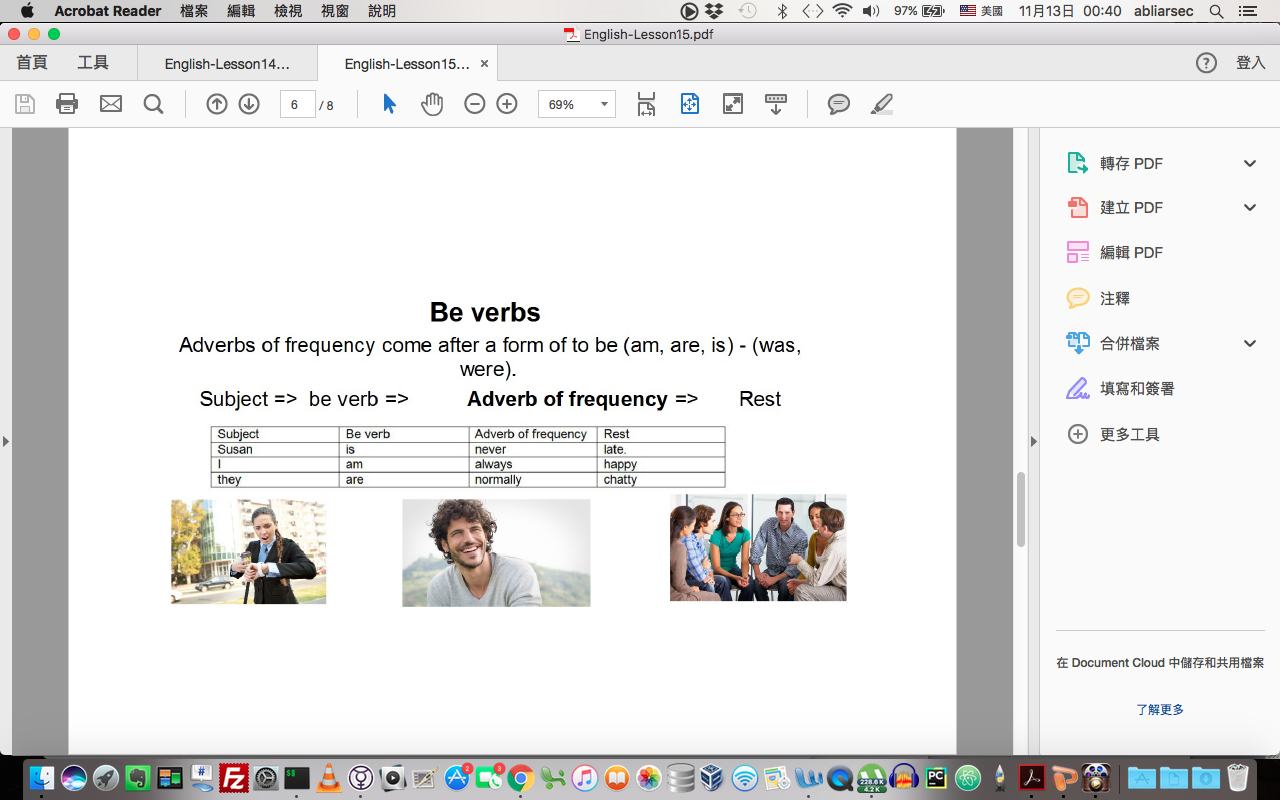 Acrobat Reader 檔案 編輯 檢視 視窗 說明 97% 美國 11月13日 00:40 abliarsec
English-Lesson15.pdf
首頁 工具 English-Lesson14... English-Lesson15... × ? 登入
6 / 8 69%
轉存 PDF
建立 PDF
編輯 PDF
注釋
合併檔案
填寫和簽署
更多工具
在 Document Cloud 中儲存和共用檔案
了解更多
Be verbs
Adverbs of frequency come after a form of to be (am, are, is) - (was,
were).
Subject => be verb => Adverb of frequency => Rest
Subject Be verb Adverb of frequency Rest
Susan is never late.
I am always happy
they are normally chatty
# $$ 2 3 228.6 K PC
4.2 K